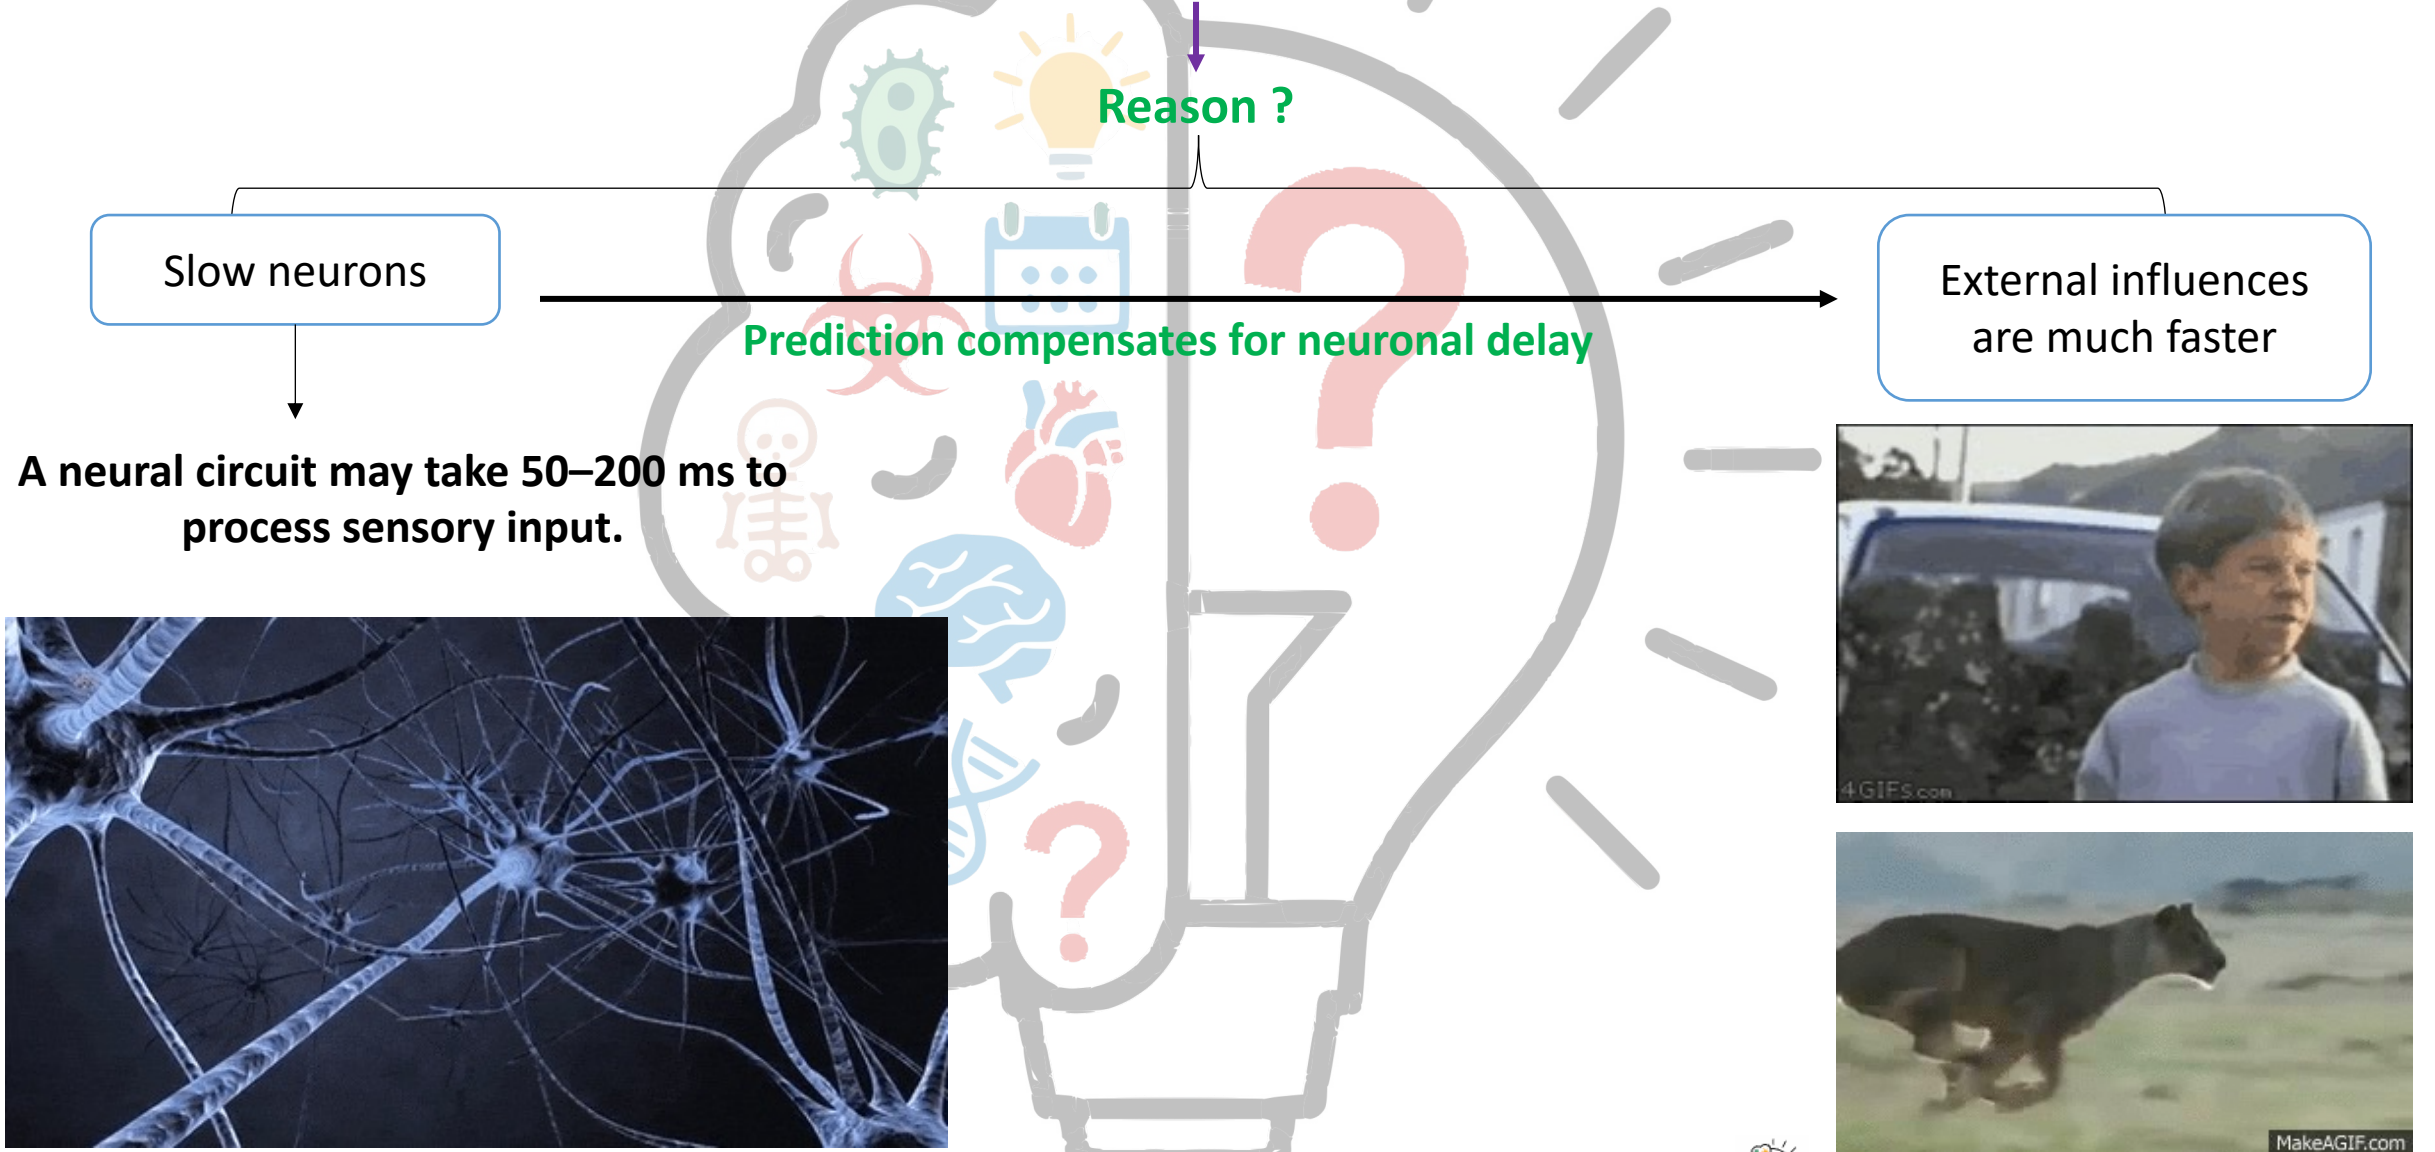 Reason ?
Slow neurons
External influences
are much faster
Prediction compensates for neuronal delay
A neural circuit may take 50–200 ms to
process sensory input.
4GIFs.com
MakeAGIF.com